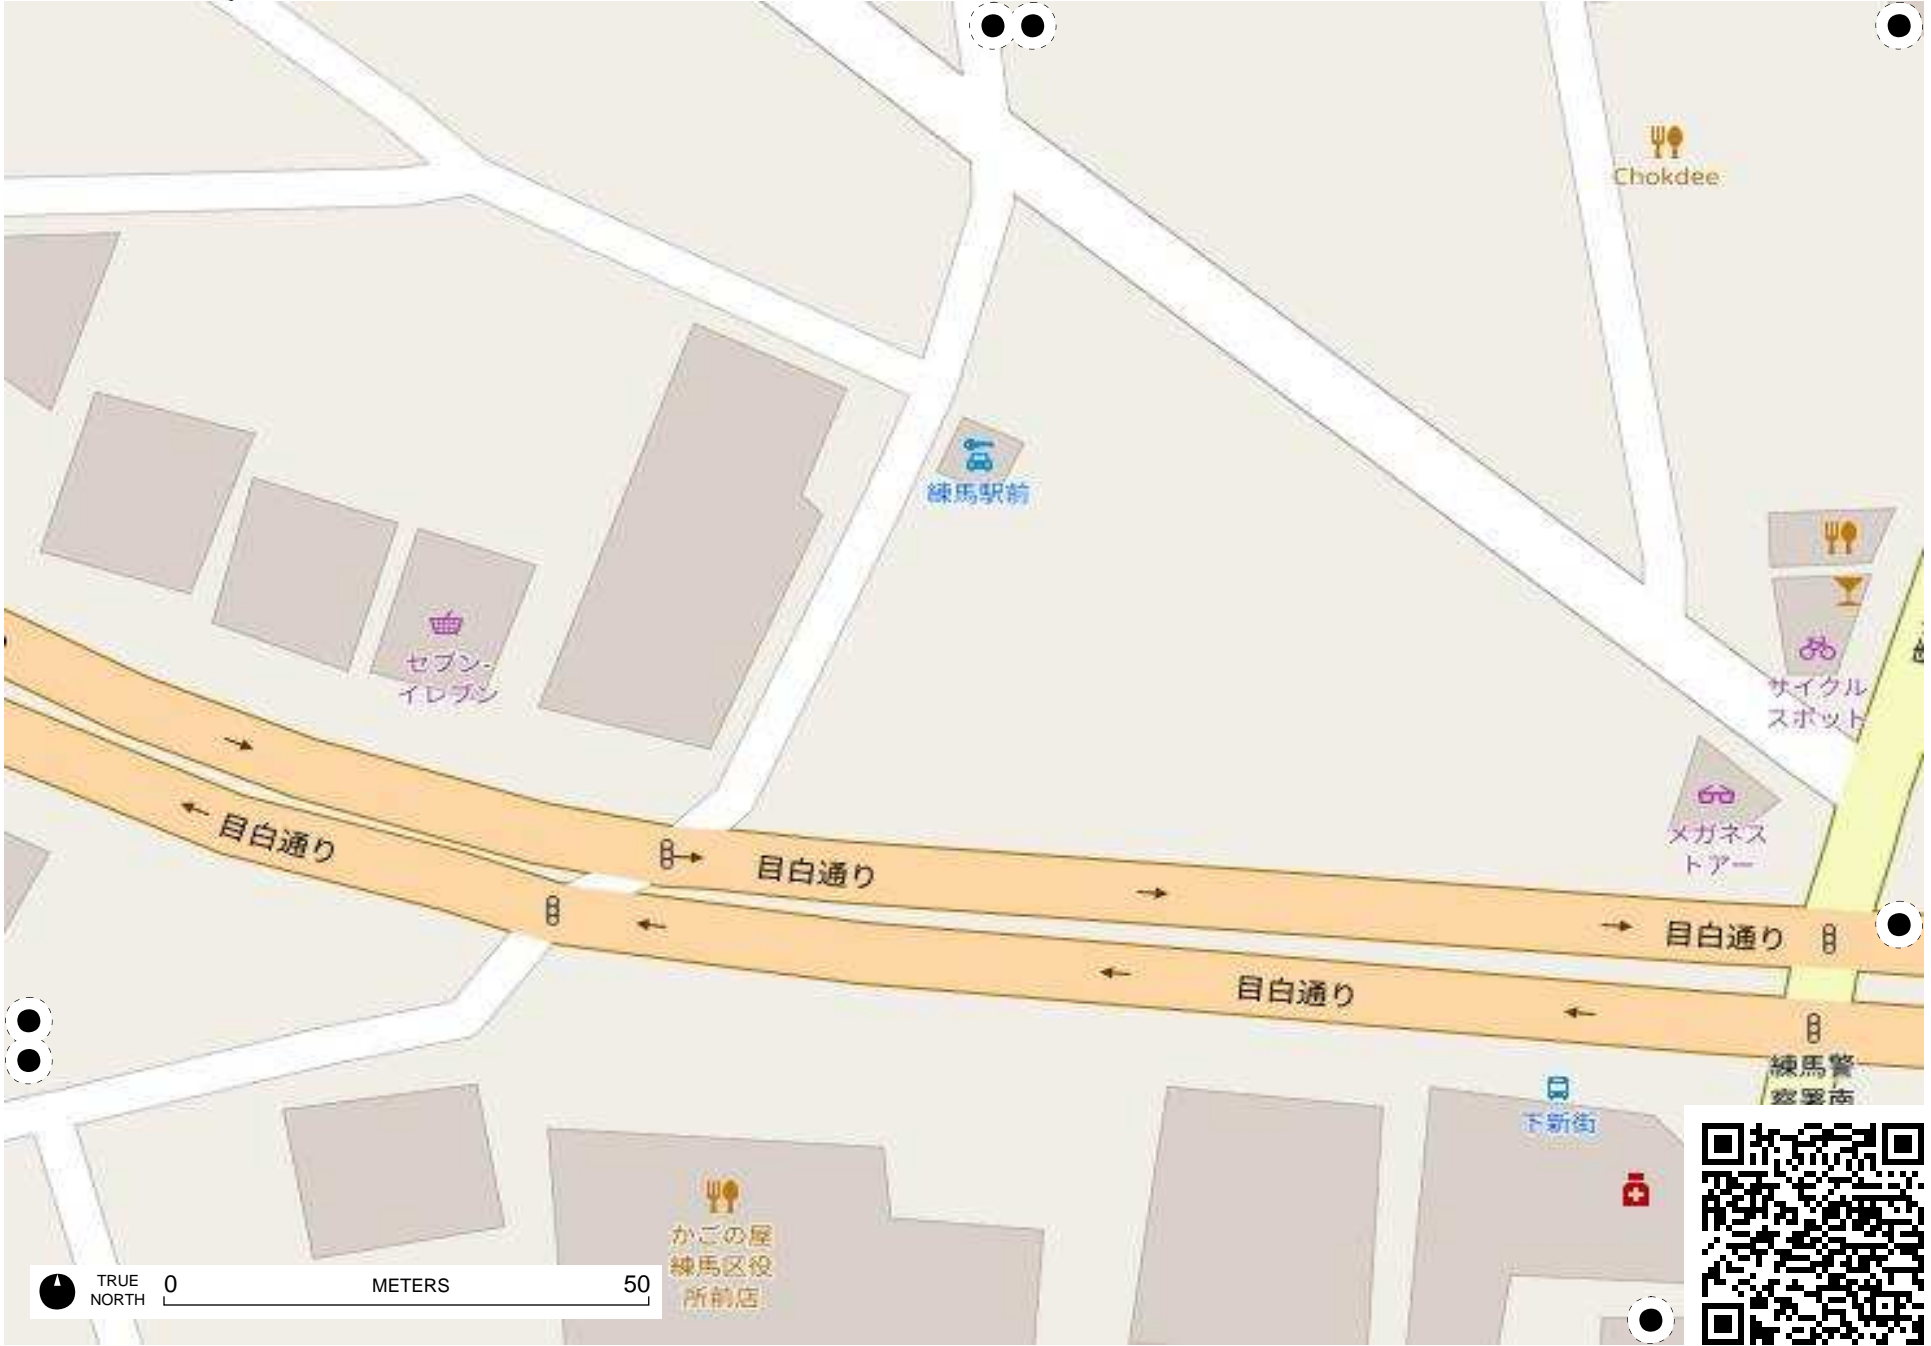 Chokdee
練馬駅前
セブン-
イレブン
サイクル
スポット
メガネス
トアー
目白通り
目白通り
目白通り
目白通り
練馬警
察署南
下新街
かごの屋
練馬区役
所前店
TRUE
NORTH
0 METERS 50